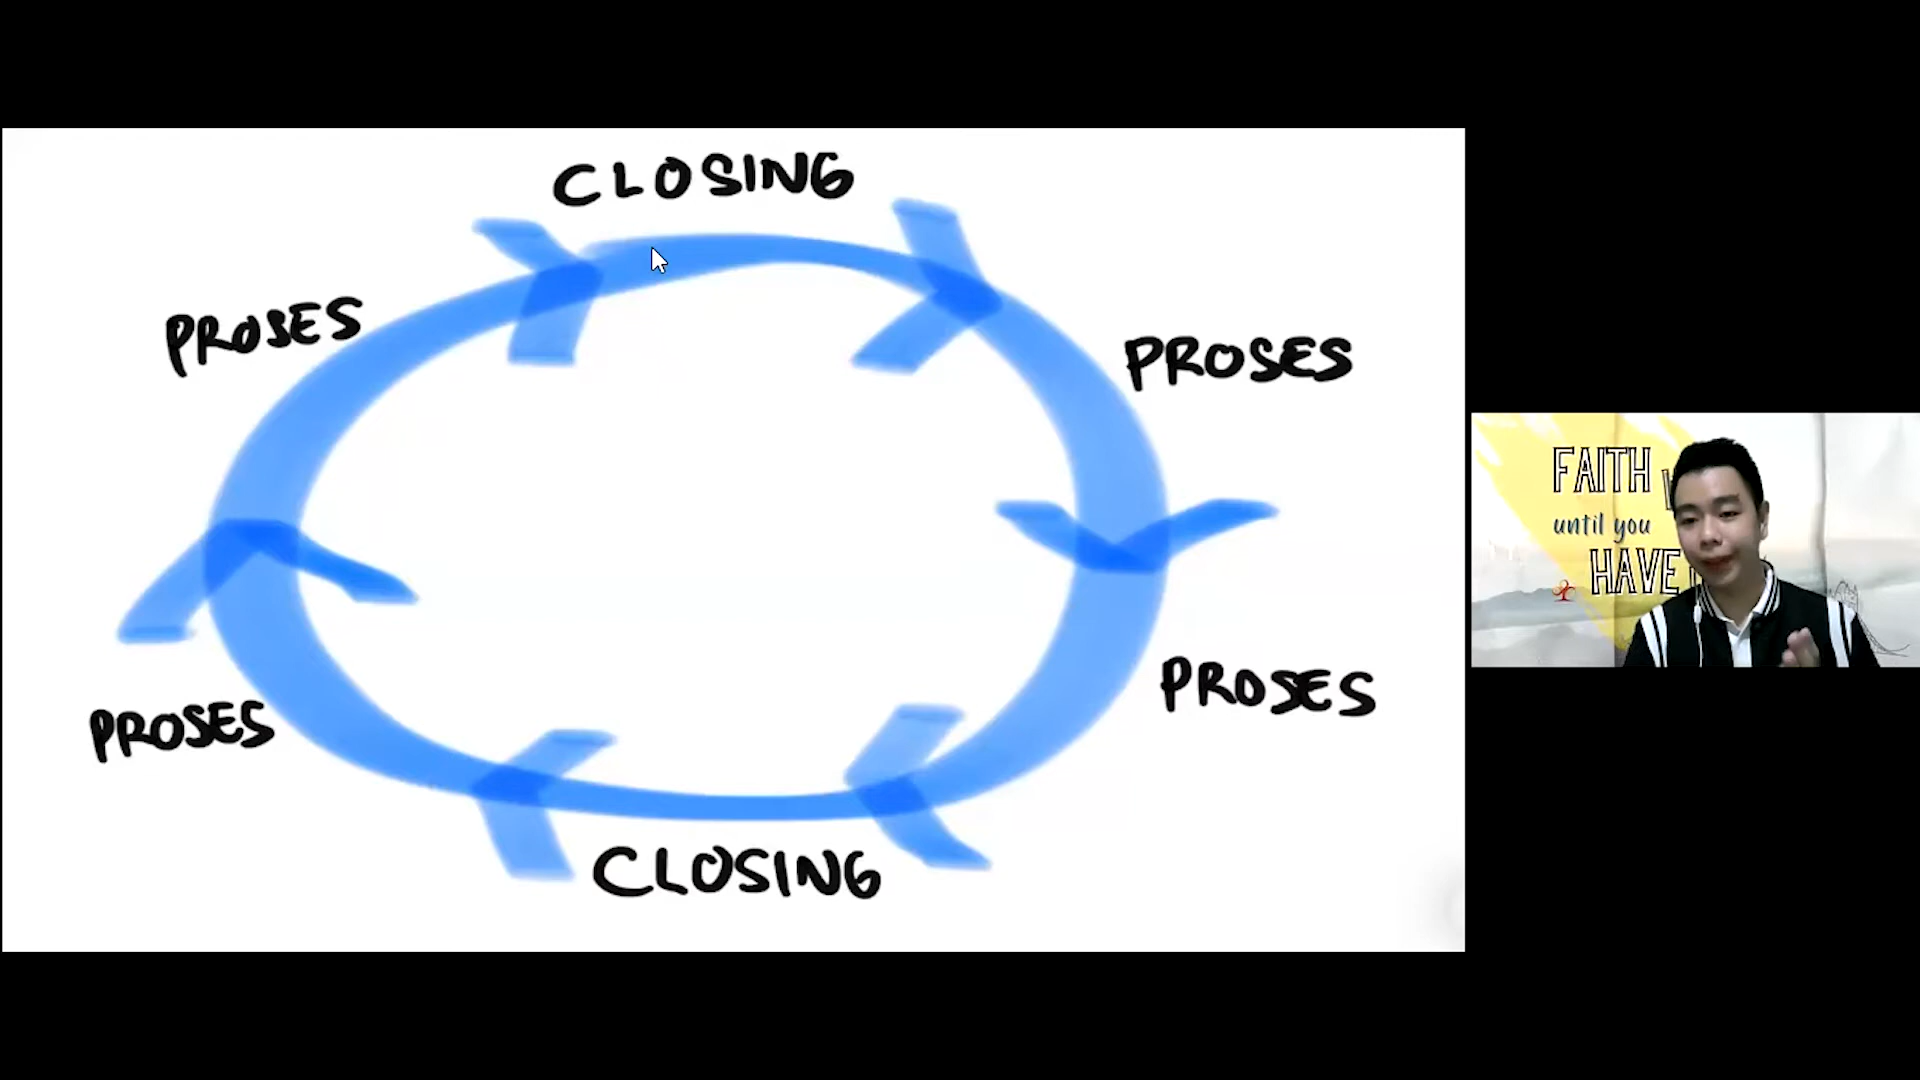 CLOSING
PROSES
PROSES
PROSES
PROSES
CLOSING
FAITH
until you
HAVE